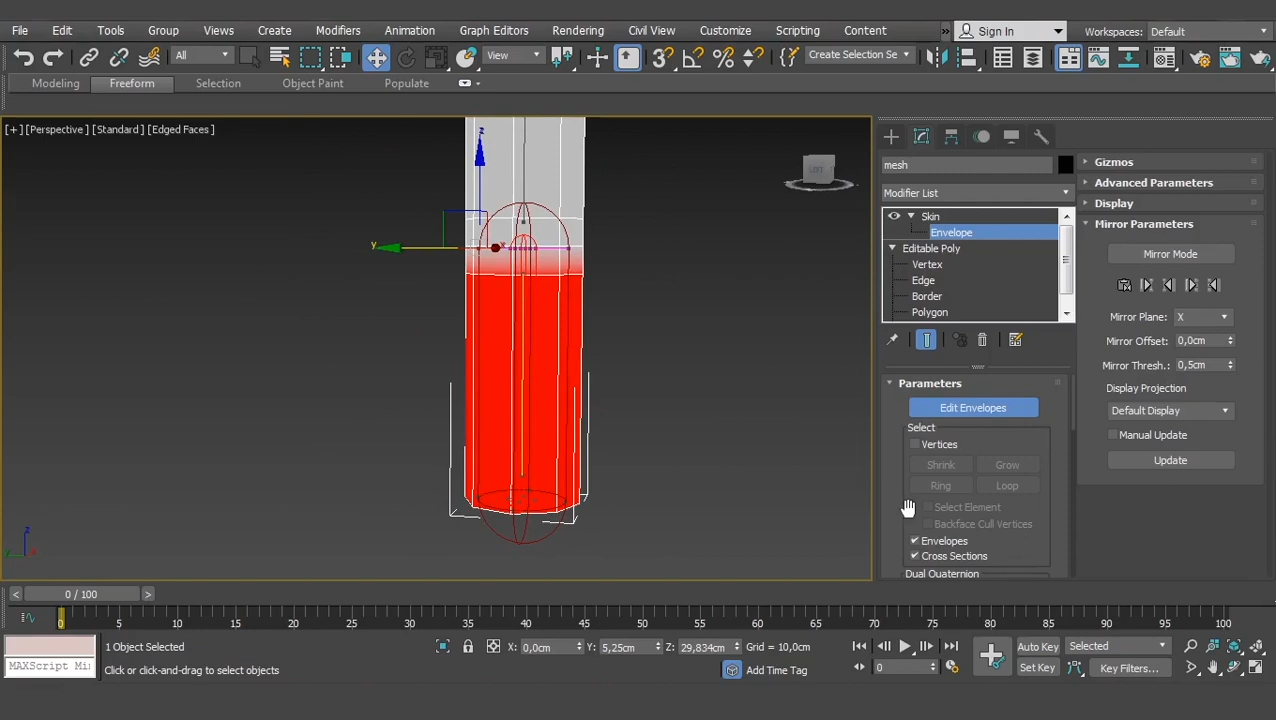 File Edit Tools Group Views Create Modifiers Animation Graph Editors Rendering Civil View Customize Scripting Content » Sign In Workspaces: Default
All View Create Selection Se
Modeling Freeform Selection Object Paint Populate
[+] [Perspective] [Standard] [Edged Faces]
z
y x
mesh
Modifier List
Skin
Envelope
Editable Poly
Vertex
Edge
Border
Polygon
Parameters
Edit Envelopes
Select
Vertices
Shrink Grow
Ring Loop
Select Element
Backface Cull Vertices
Envelopes
Cross Sections
Dual Quaternion
Gizmos
Advanced Parameters
Display
Mirror Parameters
Mirror Mode
Mirror Plane: X
Mirror Offset: 0,0cm
Mirror Thresh.: 0,5cm
Display Projection
Default Display
Manual Update
Update
z
y x
< 0 / 100 >
0 5 10 15 20 25 30 35 40 45 50 55 60 65 70 75 80 85 90 95 100
1 Object Selected X: 0,0cm Y: 5,25cm Z: 29,834cm Grid = 10,0cm Auto Key Selected
MAXScript Mi Click or click-and-drag to select objects Add Time Tag 0 Set Key Key Filters...